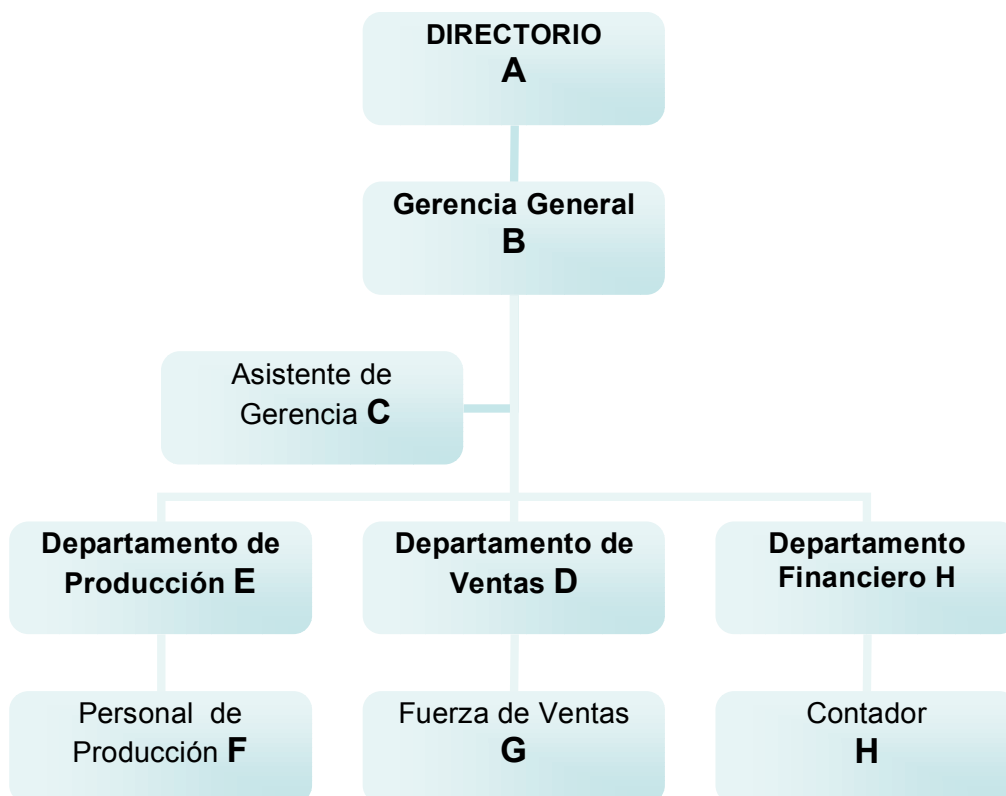 DIRECTORIO
A
Gerencia General
B
Asistente de
Gerencia C
Departamento de
Producción E
Departamento de
Ventas D
Departamento
Financiero H
Personal de
Producción F
Fuerza de Ventas
G
Contador
H